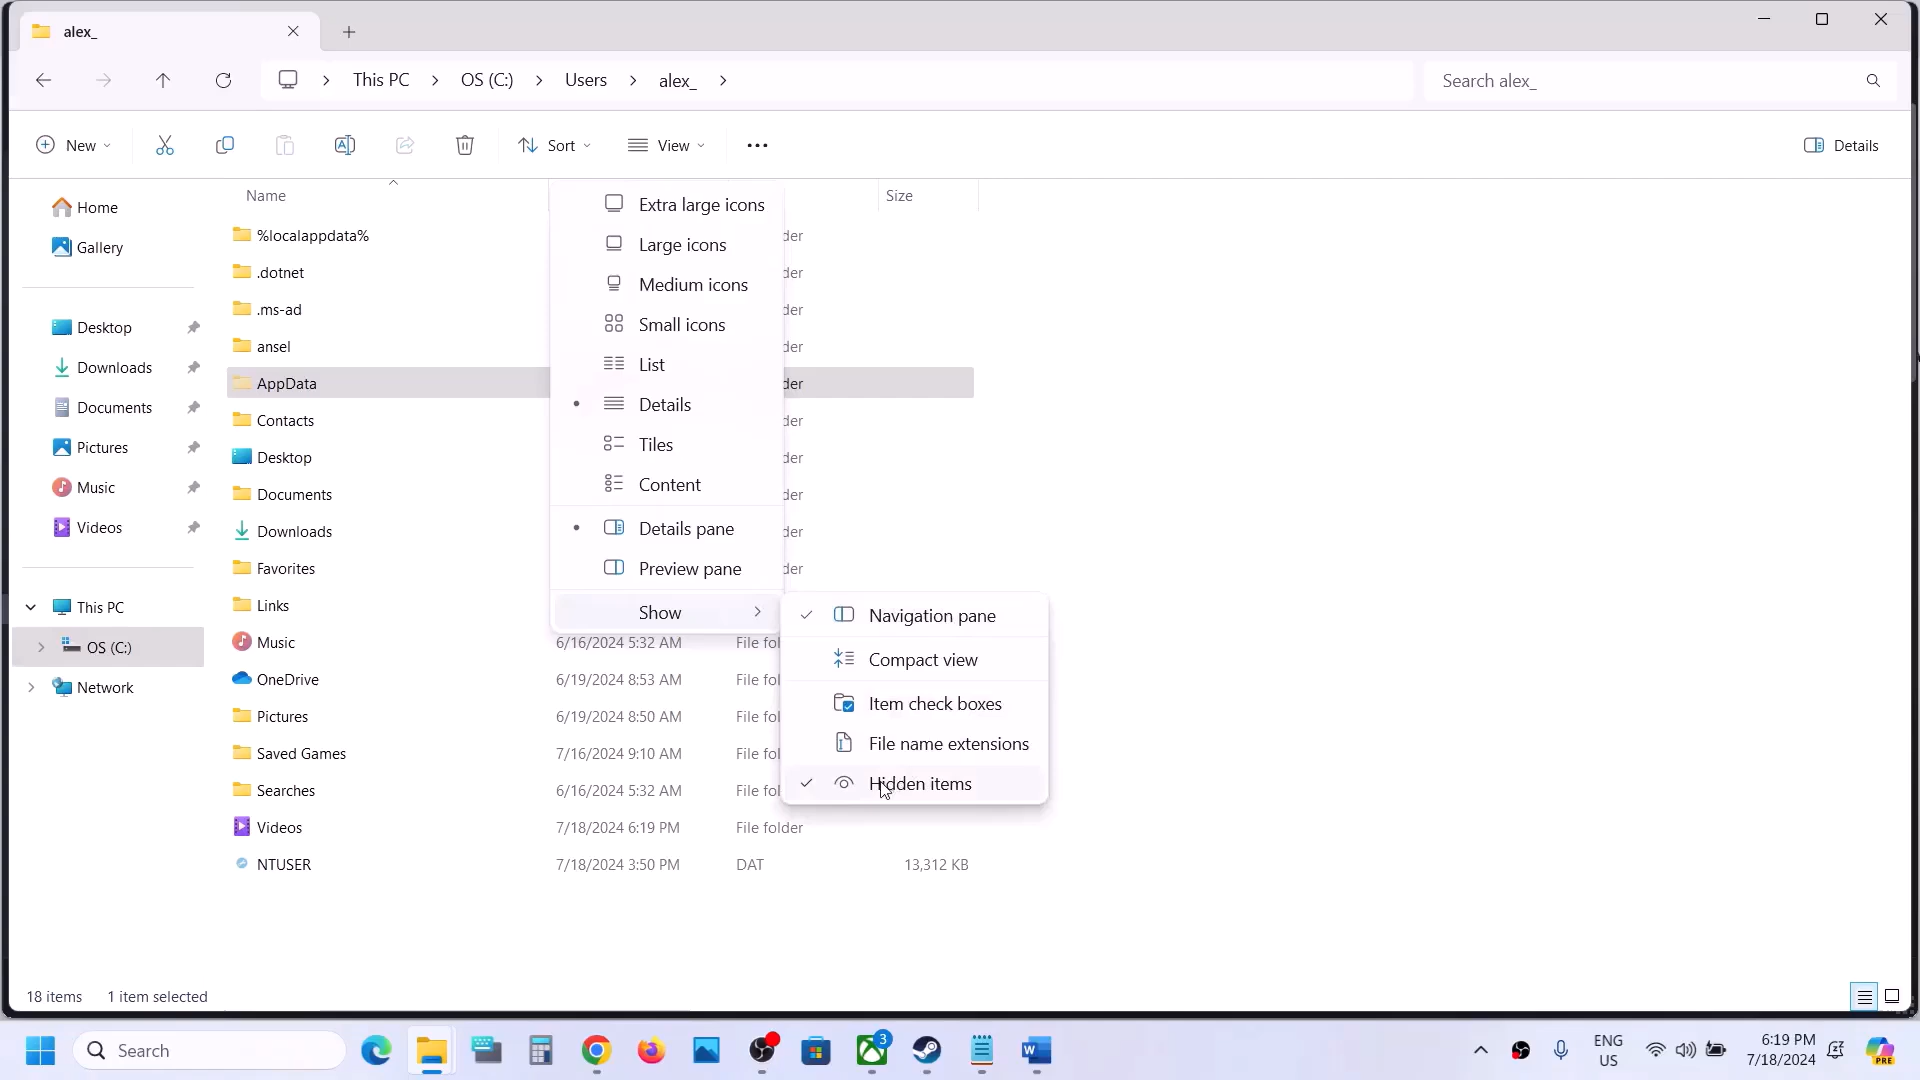 alex_
This PC
OS (C:)
Users
alex_
Search alex_
New
Sort
View
Details
Home
Gallery
Desktop
Downloads
Documents
Pictures
Music
Videos
This PC
OS (C:)
Network
Name
Size
%localappdata%
der
.dotnet
der
.ms-ad
der
ansel
der
AppData
der
Contacts
der
Desktop
der
Documents
der
Downloads
der
Favorites
der
Links
Music
6/16/2024 5:32 AM
File fol
OneDrive
6/19/2024 8:53 AM
File fol
Pictures
6/19/2024 8:50 AM
File fol
Saved Games
7/16/2024 9:10 AM
File fol
Searches
6/16/2024 5:32 AM
File fol
Videos
7/18/2024 6:19 PM
File folder
NTUSER
7/18/2024 3:50 PM
DAT
13,312 KB
Extra large icons
Large icons
Medium icons
Small icons
List
Details
Tiles
Content
Details pane
Preview pane
Show
Navigation pane
Compact view
Item check boxes
File name extensions
Hidden items
18 items
1 item selected
Search
3
ENG
US
6:19 PM
7/18/2024
PRE